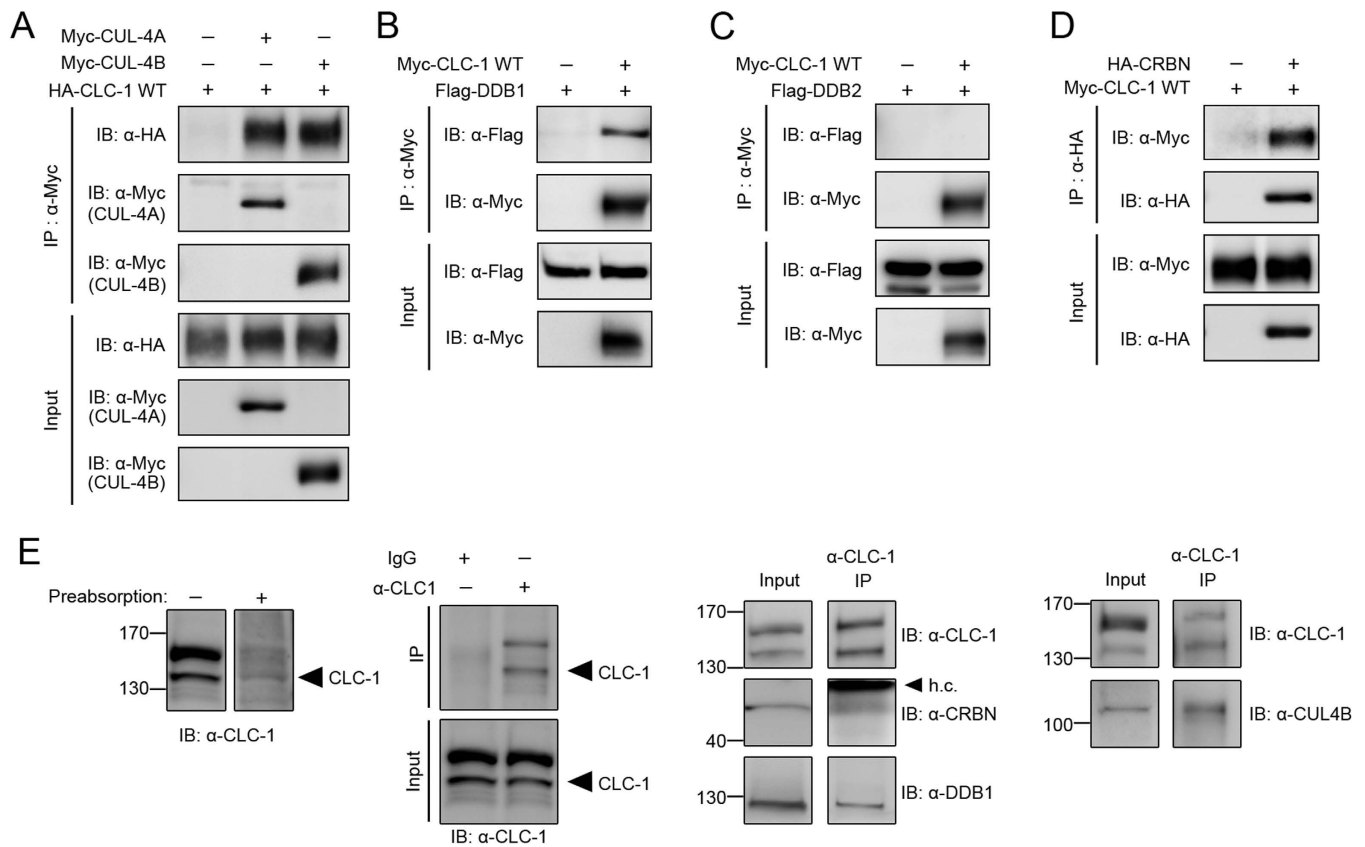 A
Myc-CUL-4A – + –
Myc-CUL-4B – – +
HA-CLC-1 WT + + +
IP : α-Myc
IB: α-HA
IB: α-Myc
(CUL-4A)
IB: α-Myc
(CUL-4B)
Input
IB: α-HA
IB: α-Myc
(CUL-4A)
IB: α-Myc
(CUL-4B)
B
Myc-CLC-1 WT – +
Flag-DDB1 + +
IP : α-Myc
IB: α-Flag
IB: α-Myc
Input
IB: α-Flag
IB: α-Myc
C
Myc-CLC-1 WT – +
Flag-DDB2 + +
IP : α-Myc
IB: α-Flag
IB: α-Myc
Input
IB: α-Flag
IB: α-Myc
D
HA-CRBN – +
Myc-CLC-1 WT + +
IP : α-HA
IB: α-Myc
IB: α-HA
Input
IB: α-Myc
IB: α-HA
E
Preabsorption: – +
170
130
CLC-1
IB: α-CLC-1
IgG + –
α-CLC1 – +
IP
CLC-1
Input
CLC-1
IB: α-CLC-1
α-CLC-1
Input IP
170
130
IB: α-CLC-1
h.c.
IB: α-CRBN
40
130
IB: α-DDB1
α-CLC-1
Input IP
170
130
IB: α-CLC-1
100
IB: α-CUL4B